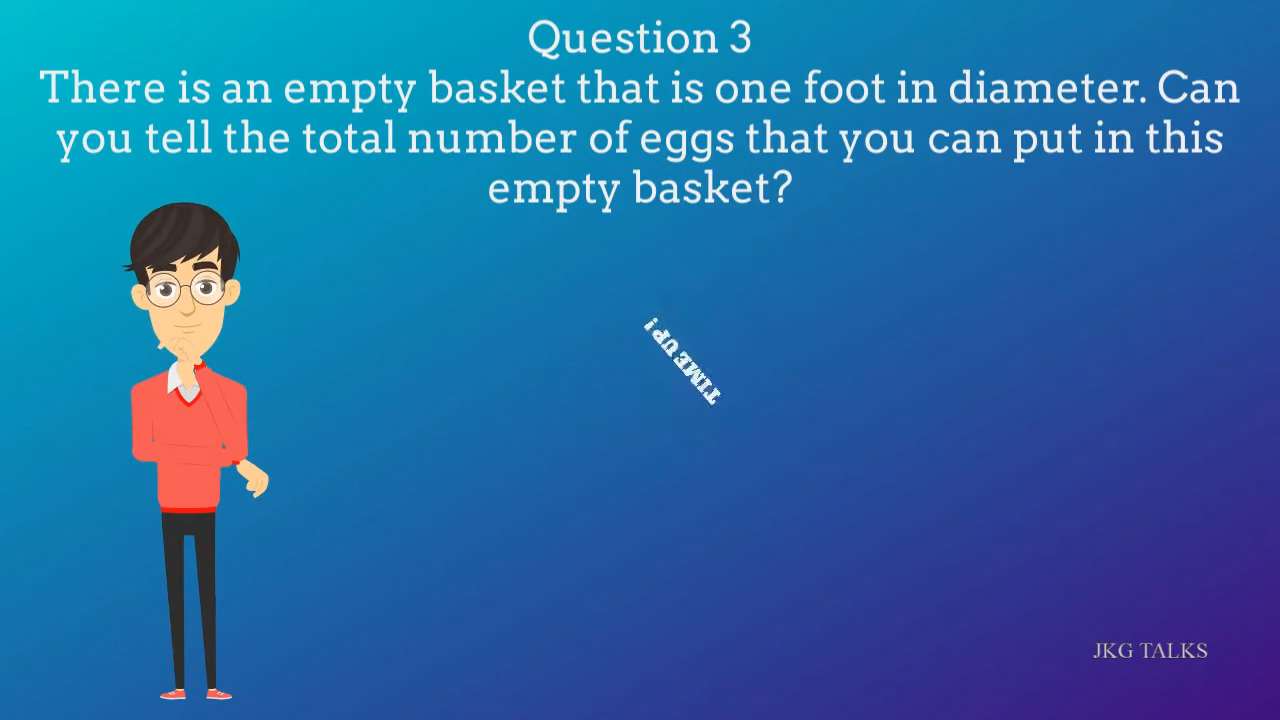 Question 3
There is an empty basket that is one foot in diameter. Can
you tell the total number of eggs that you can put in this
empty basket?
TIME UP!
JKG TALKS